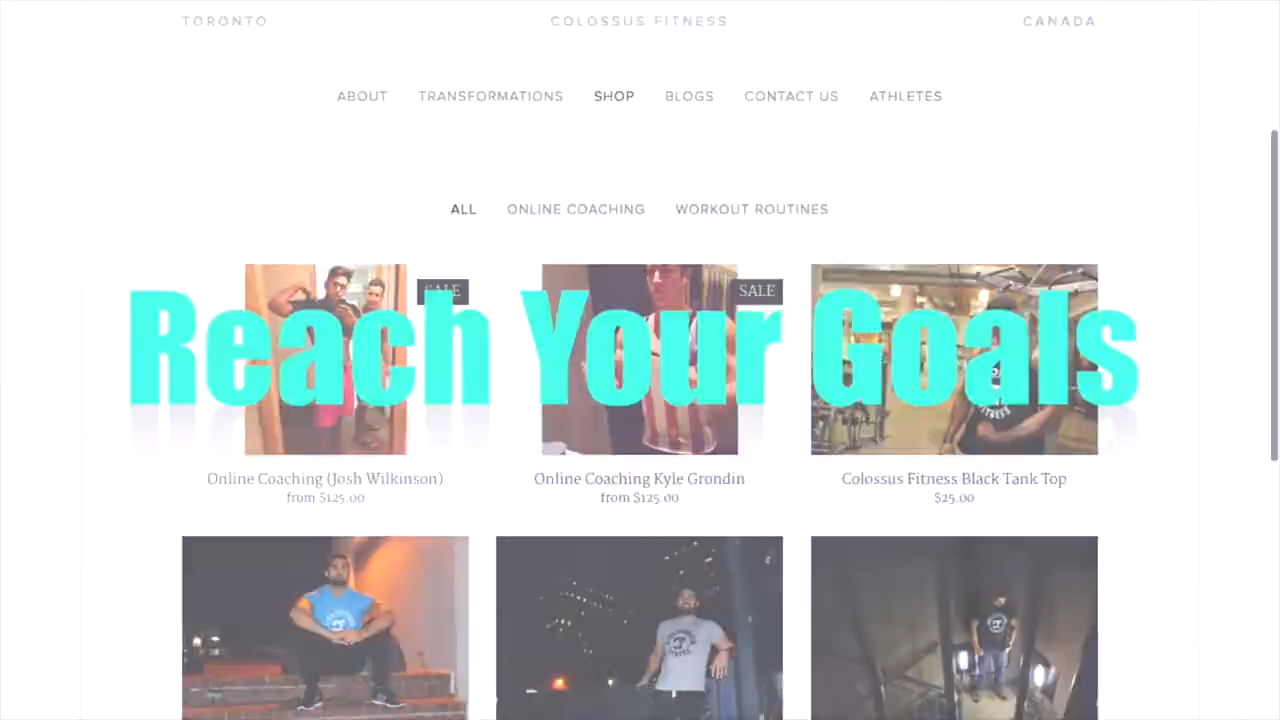 TORONTO COLOSSUS FITNESS CANADA
ABOUT TRANSFORMATIONS SHOP BLOGS CONTACT US ATHLETES
ALL ONLINE COACHING WORKOUT ROUTINES
SALE SALE
Reach Your Goals
Online Coaching (Josh Wilkinson) Online Coaching Kyle Grondin Colossus Fitness Black Tank Top
from $125.00 from $125.00 $25.00